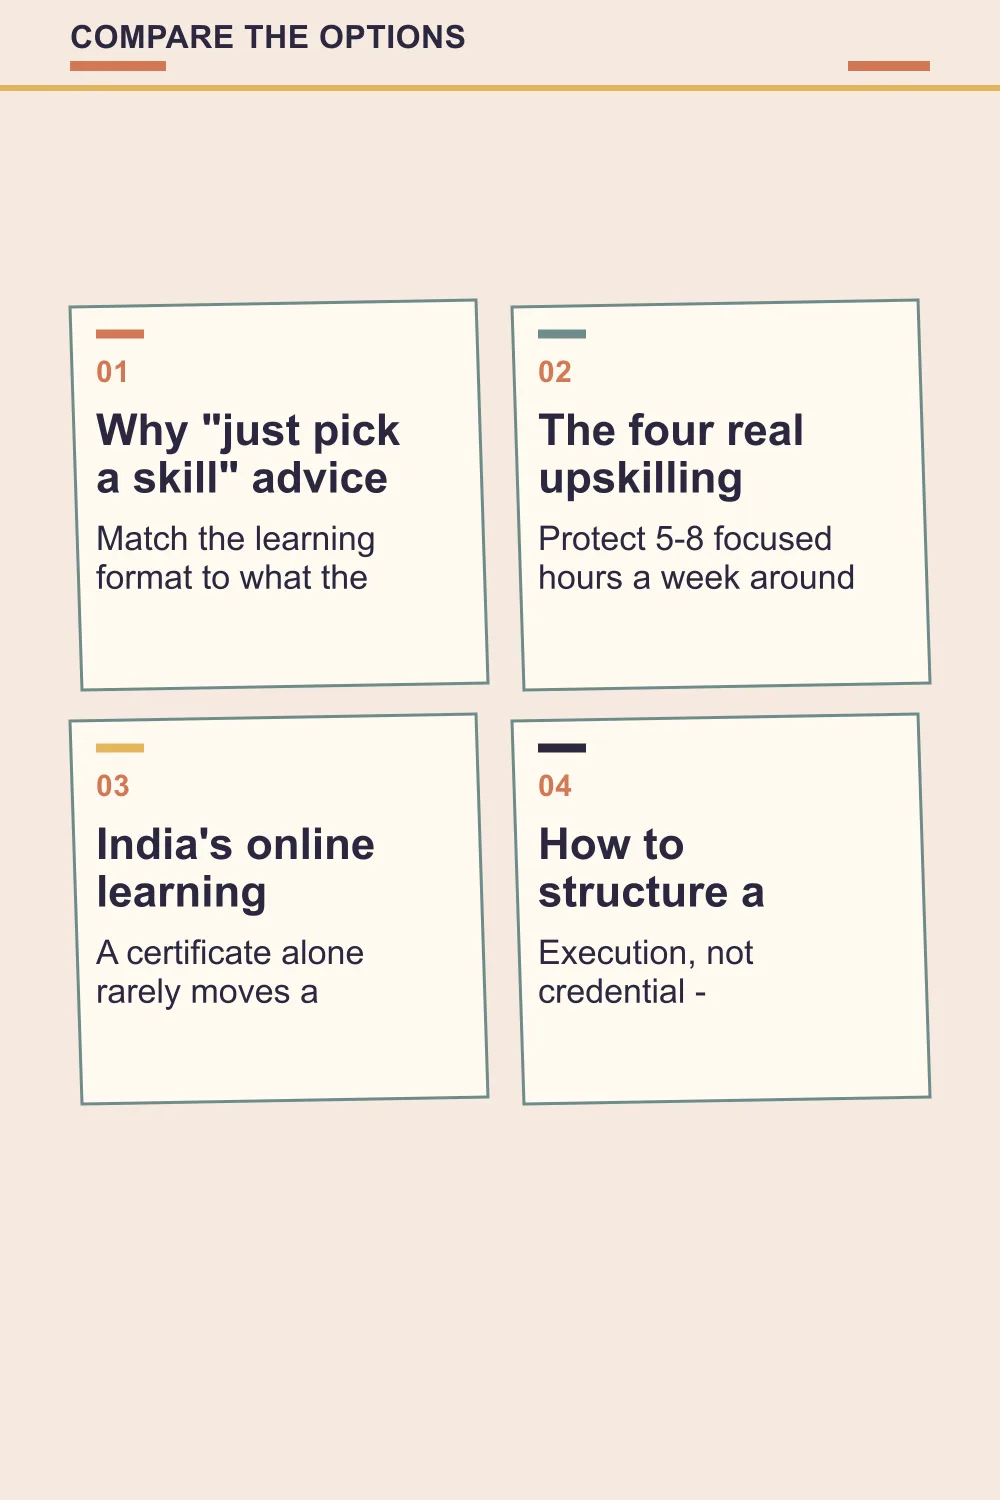 COMPARE THE OPTIONS
01
Why "just pick
a skill" advice
Match the learning
format to what the
02
The four real
upskilling
Protect 5-8 focused
hours a week around
03
India's online
learning
A certificate alone
rarely moves a
04
How to
structure a
Execution, not
credential -